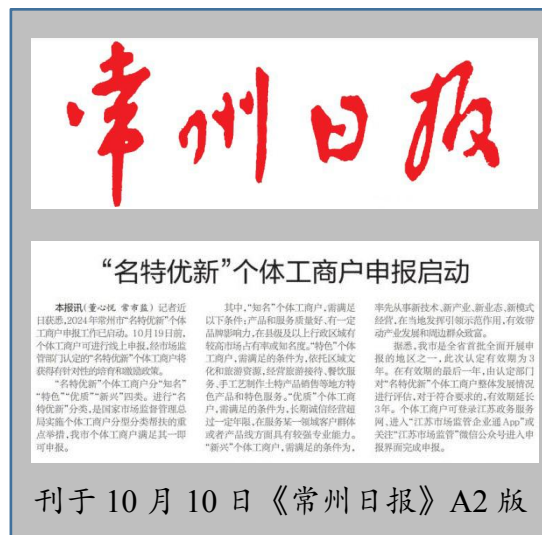 常州日报
“名特优新”个体工商户申报启动
本报讯(董心悦 常市监) 记者近
日获悉,2024年常州市“名特优新”个体
工商户申报工作已启动。10月19日前,
个体工商户可进行线上申报,经市场监
管部门认定的“名特优新”个体工商户将
获得有针对性的培育和激励政策。
“名特优新”个体工商户分“知名”
“特色”“优质”“新兴”四类。进行“名
特优新”分类,是国家市场监督管理总
局实施个体工商户分型分类帮扶的重
点举措,我市个体工商户满足其一即
可申报。
其中,“知名”个体工商户,需满足
以下条件:产品和服务质量好、有一定
品牌影响力,在县级及以上行政区域有
较高市场占有率或知名度。“特色”个体
工商户,需满足的条件为,依托区域文
化和旅游资源,经营旅游接待、餐饮服
务、手工艺制作土特产品销售等地方特
色产品和特色服务。“优质”个体工商
户,需满足的条件为,长期诚信经营超
过一定年限,在服务某一领域客户群体
或者产品线方面具有较强专业能力。
“新兴”个体工商户,需满足的条件为,
率先从事新技术、新产业、新业态、新模式
经营,在当地发挥引领示范作用,有效带
动产业发展和周边群众致富。
据悉,我市是全省首批全面开展申
报的地区之一,此次认定有效期为3
年。在有效期的最后一年,由认定部门
对“名特优新”个体工商户整体发展情况
进行评估,对于符合要求的,有效期延长
3年。个体工商户可登录江苏政务服务
网、进入“江苏市场监管企业通App”或
关注“江苏市场监管”微信公众号进入申
报界面完成申报。
刊于 10 月 10 日《常州日报》A2 版